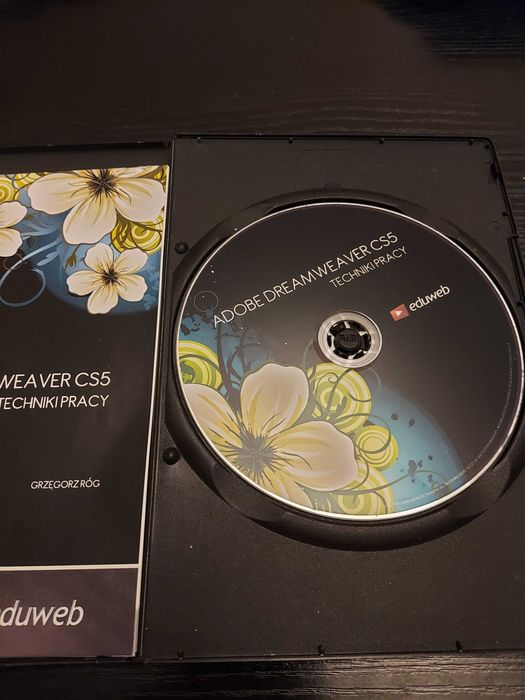 WEAVER CS5
TECHNIKI PRACY
GRZEGORZ RÓG
eduweb
ADOBE DREAMWEAVER CS5
TECHNIKI PRACY
eduweb